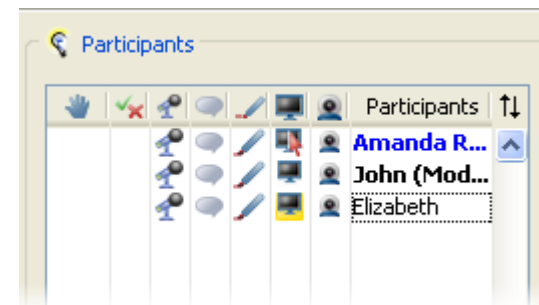 Participants
Participants
Amanda R...
John (Mod...
Elizabeth